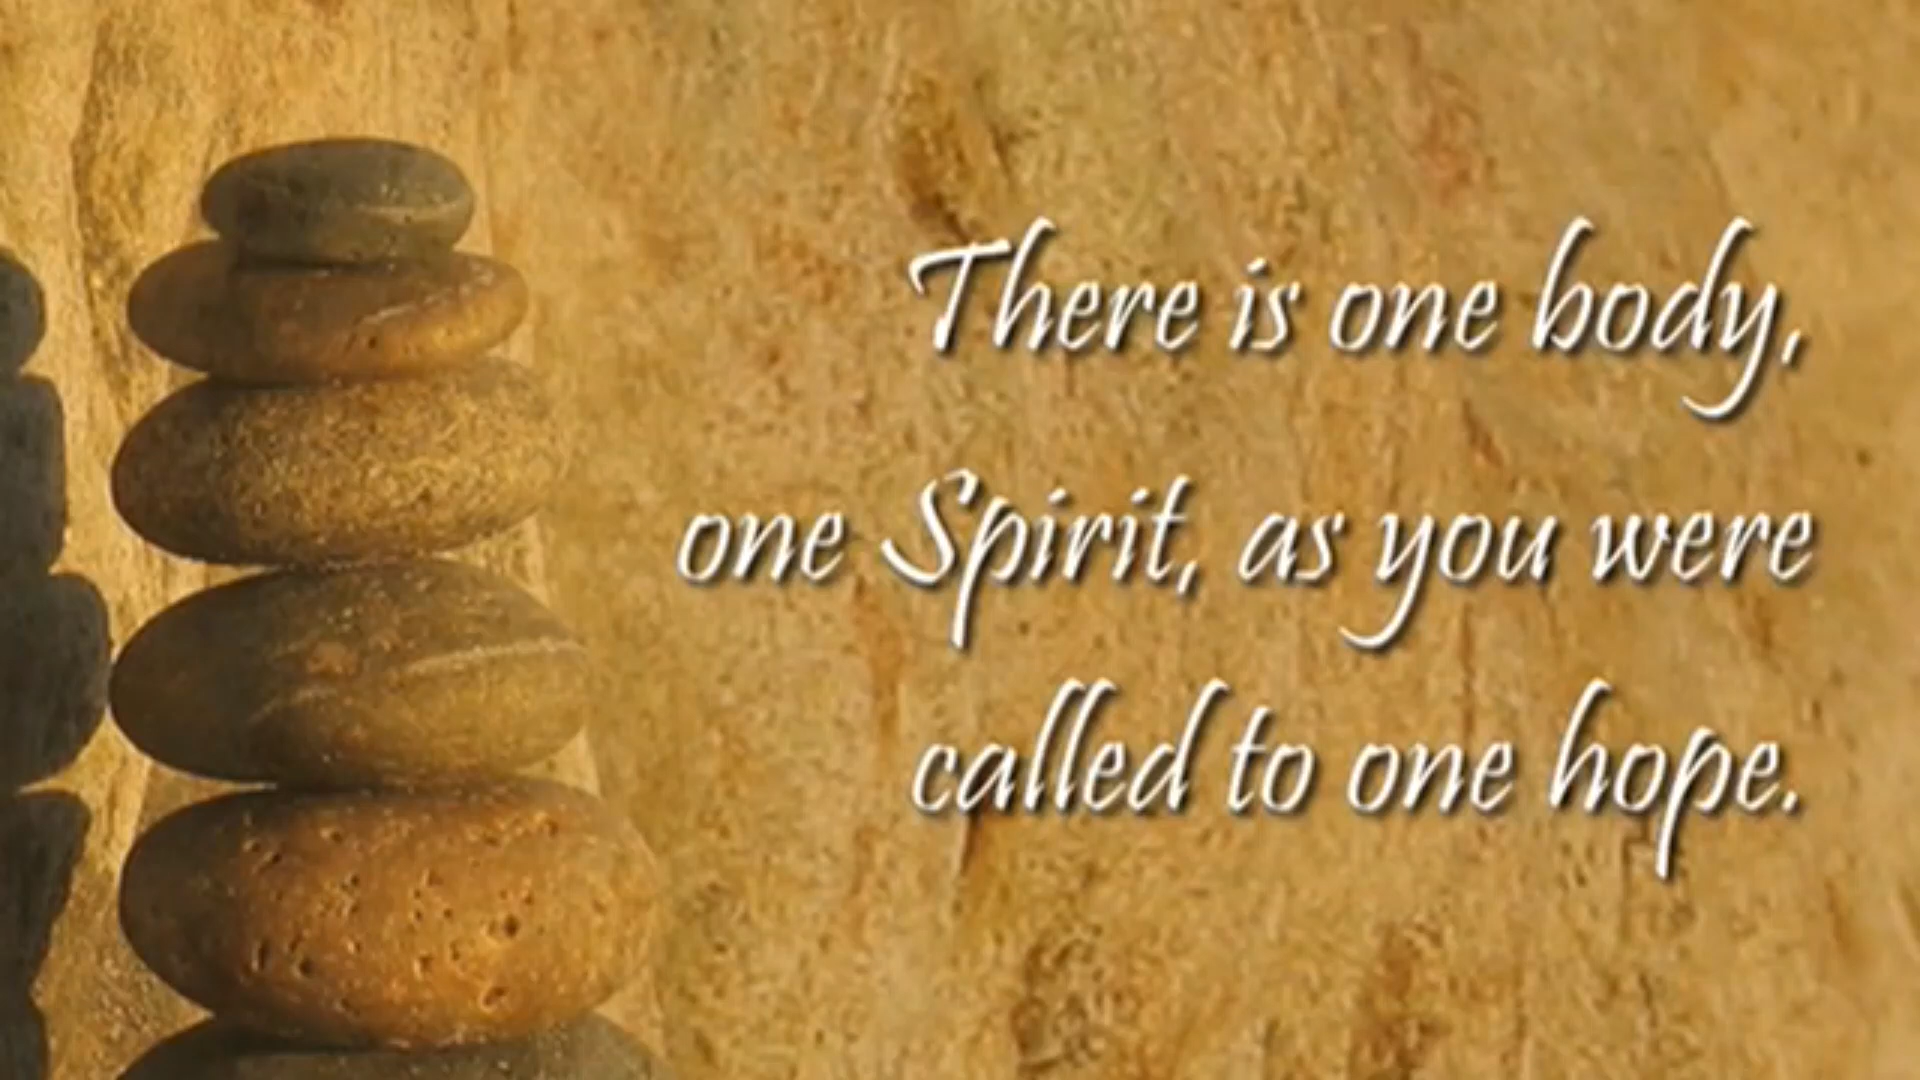 There is one body,
one Spirit, as you were
called to one hope.